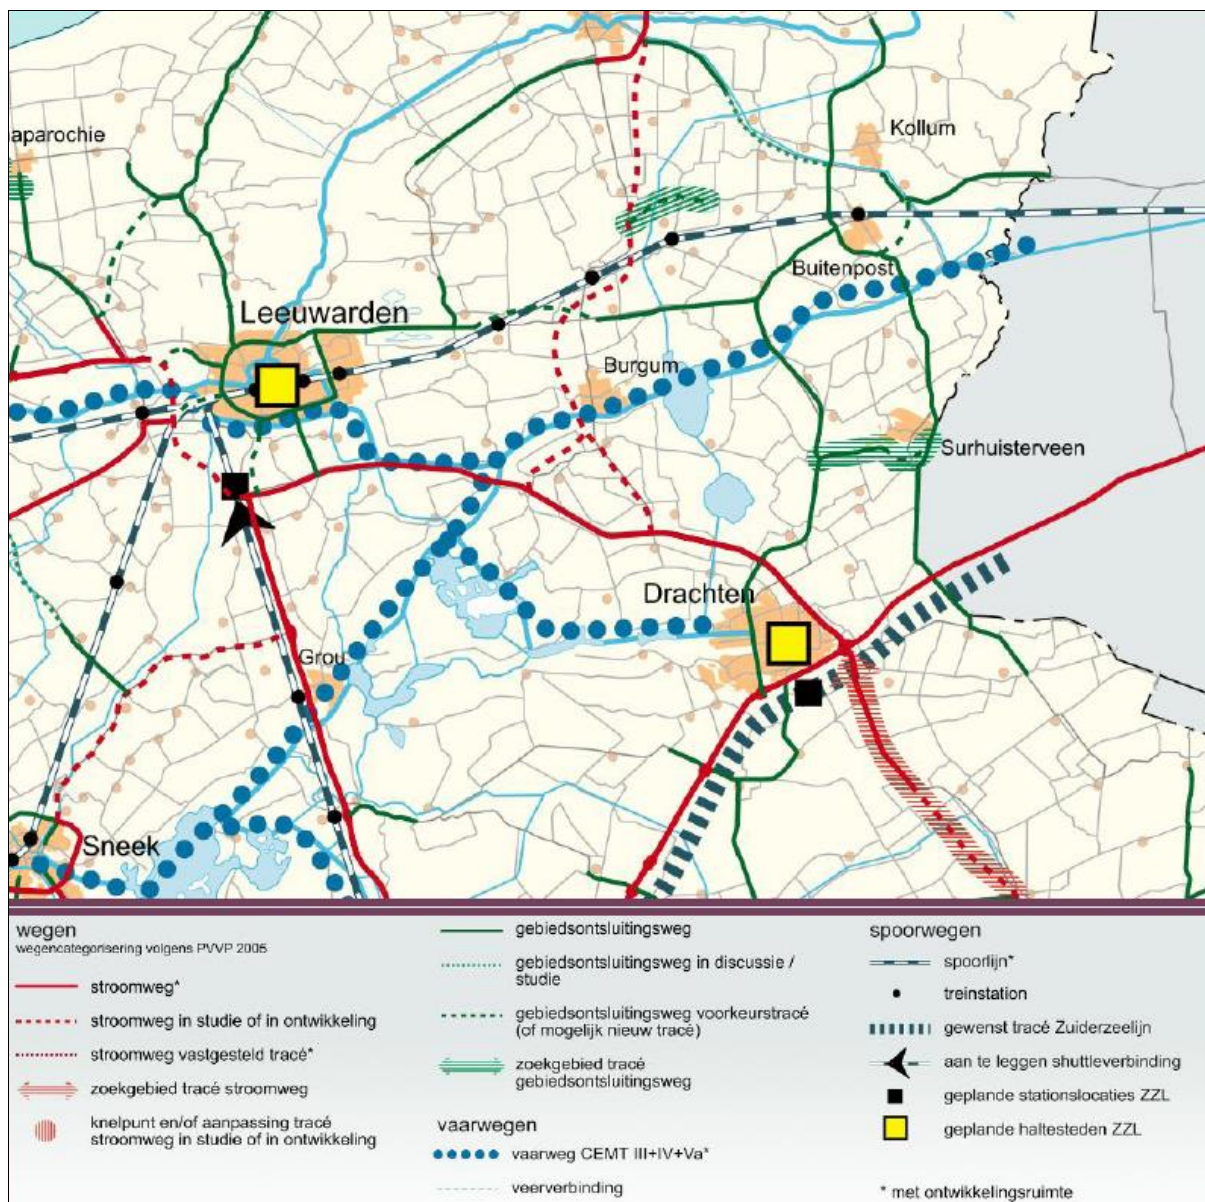 aparochie
Kollum
Buitenpost
Leeuwarden
Burgum
Surhuisterveen
Drachten
Grou
Sneek
wegen
wegencategorisering volgens PVVP 2005
stroomweg*
stroomweg in studie of in ontwikkeling
stroomweg vastgesteld tracé*
zoekgebied tracé stroomweg
knelpunt en/of aanpassing tracé
stroomweg in studie of in ontwikkeling
gebiedsontsluitingsweg
gebiedsontsluitingsweg in discussie /
studie
gebiedsontsluitingsweg voorkeurstracé
(of mogelijk nieuw tracé)
zoekgebied tracé
gebiedsontsluitingsweg
vaarwegen
vaarweg CEMT III+IV+Va*
veerverbinding
spoorwegen
spoorlijn*
treinstation
gewenst tracé Zuiderzeelijn
aan te leggen shuttleverbinding
geplande stationslocaties ZZL
geplande haltesteden ZZL
* met ontwikkelingsruimte